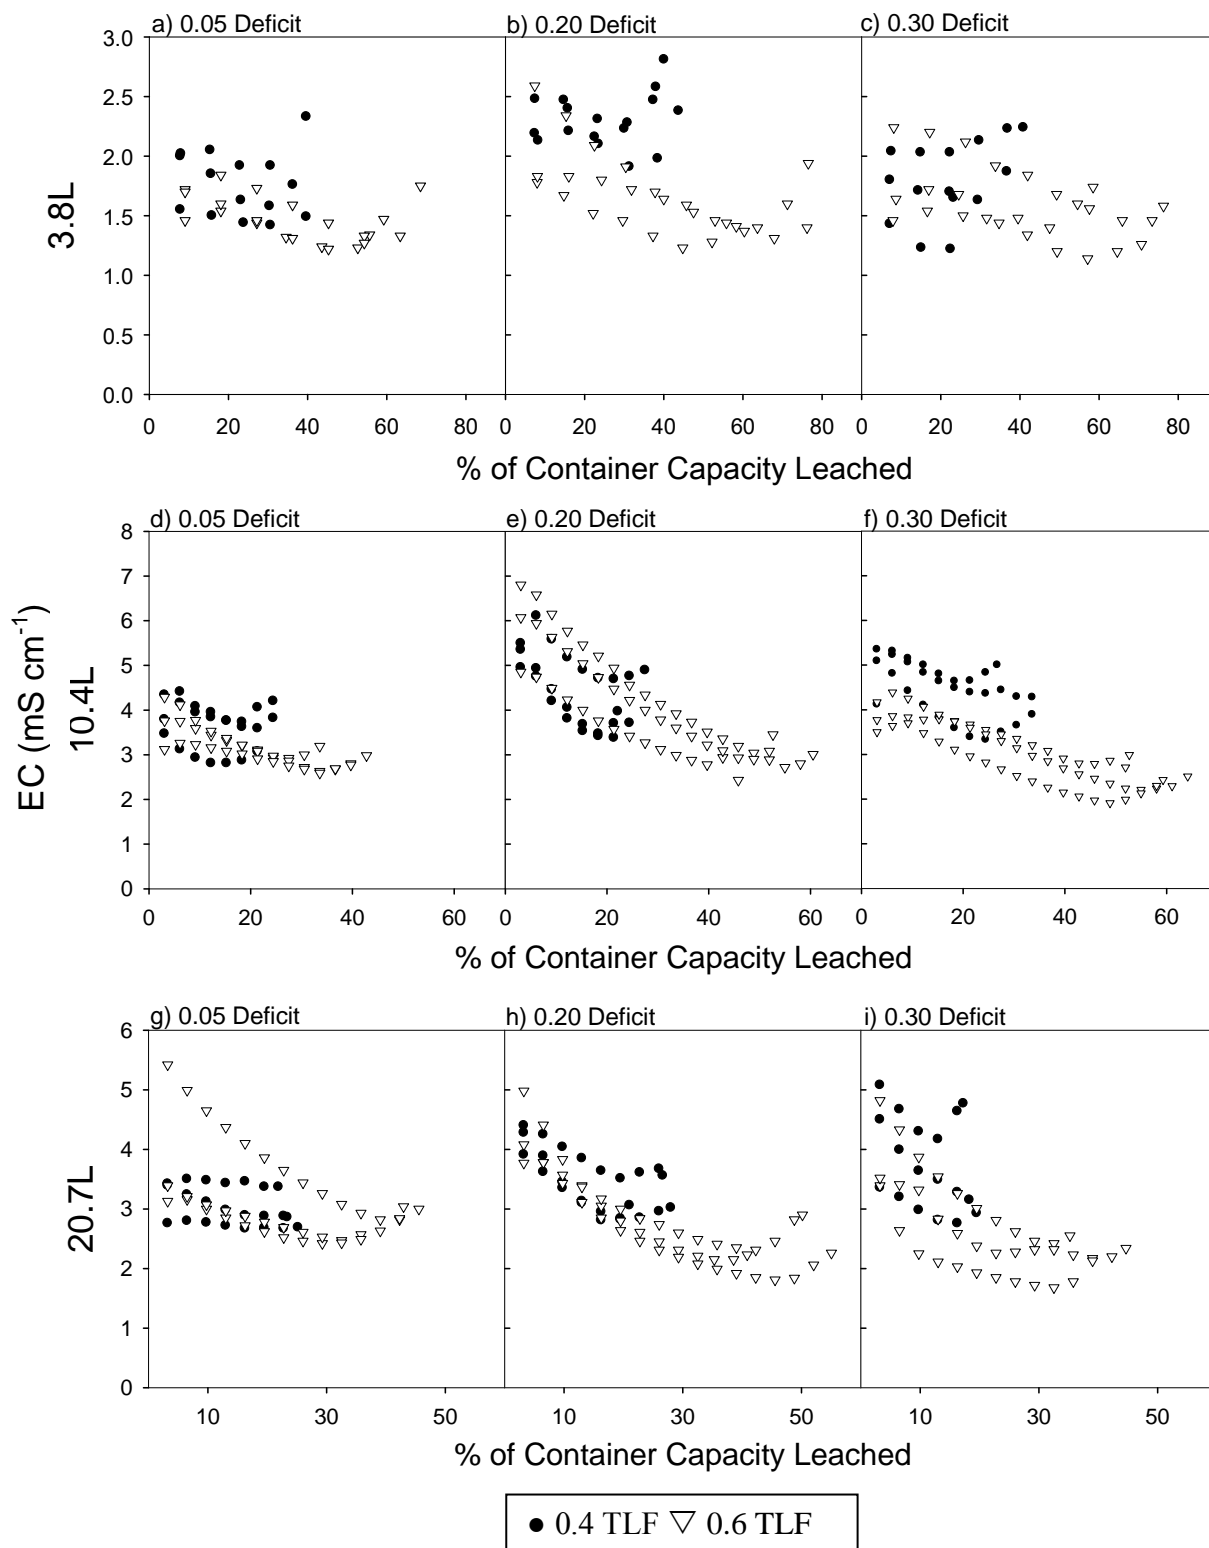 a) 0.05 Deficit b) 0.20 Deficit c) 0.30 Deficit
3.0
2.5
2.0
1.5
1.0
0.5
0.0
3.8L
0 20 40 60 80 0 20 40 60 80 0 20 40 60 80
% of Container Capacity Leached
d) 0.05 Deficit e) 0.20 Deficit f) 0.30 Deficit
8
7
6
5
4
3
2
1
0
EC (mS cm⁻¹)
10.4L
0 20 40 60 0 20 40 60 0 20 40 60
% of Container Capacity Leached
g) 0.05 Deficit h) 0.20 Deficit i) 0.30 Deficit
6
5
4
3
2
1
0
20.7L
10 30 50 10 30 50 10 30 50
% of Container Capacity Leached
0.4 TLF 0.6 TLF